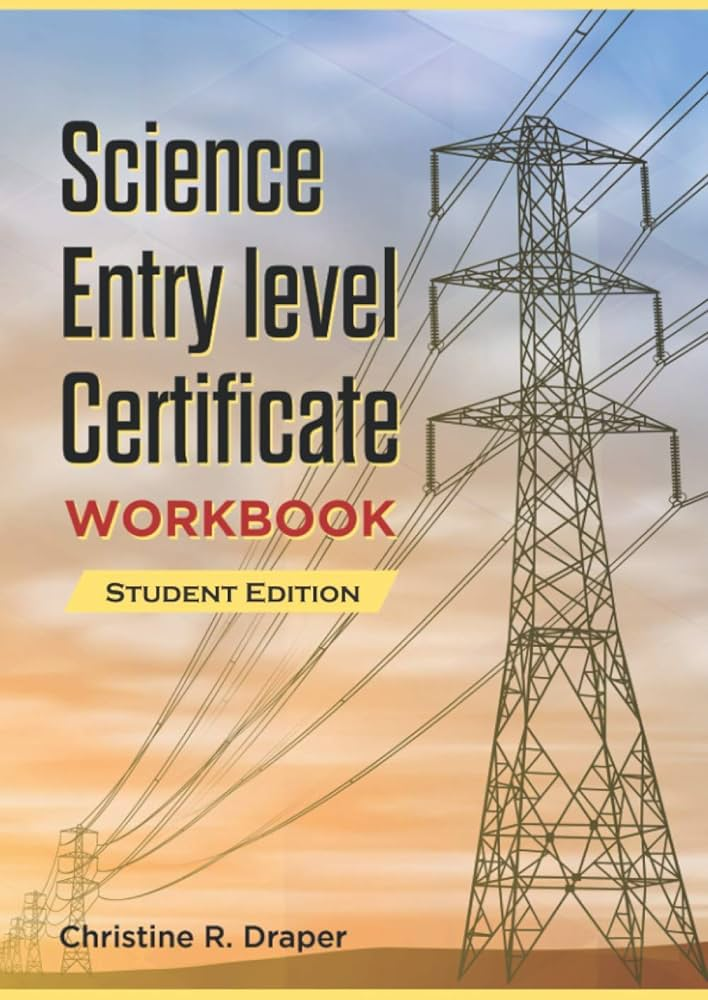 Science
Entry level
Certificate
WORKBOOK
STUDENT EDITION
Christine R. Draper